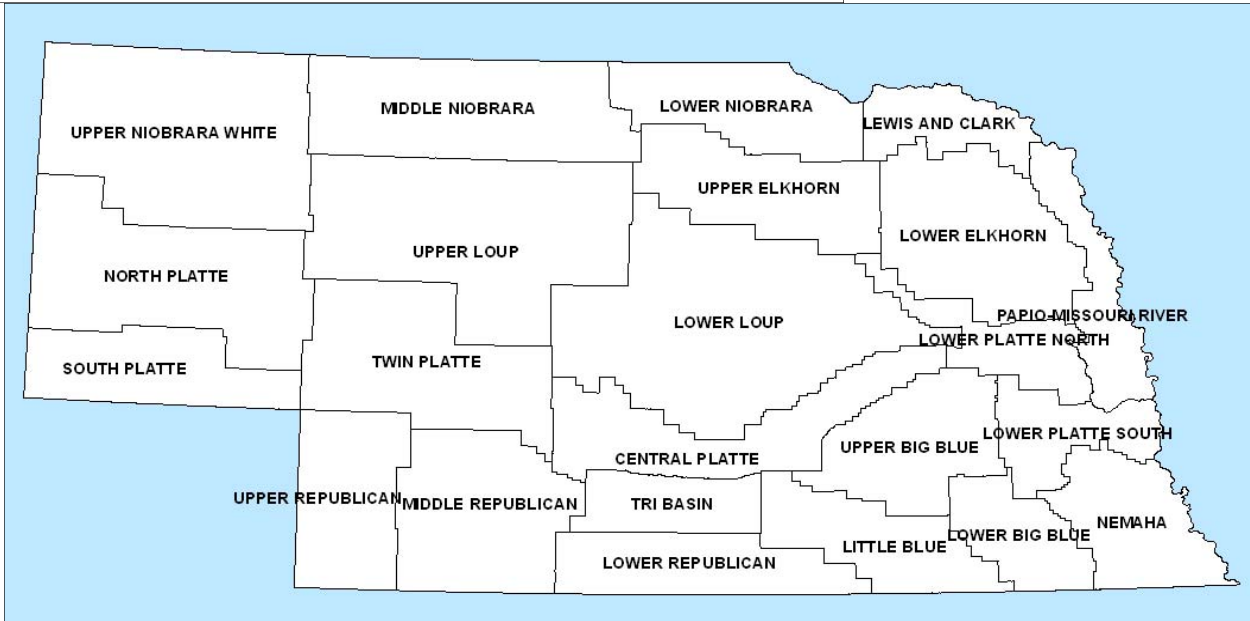 MIDDLE NIOBRARA
LOWER NIOBRARA
LEWIS AND CLARK
UPPER NIOBRARA WHITE
UPPER ELKHORN
LOWER ELKHORN
UPPER LOUP
NORTH PLATTE
PAPIO-MISSOURI RIVER
LOWER LOUP
LOWER PLATTE NORTH
TWIN PLATTE
SOUTH PLATTE
LOWER PLATTE SOUTH
UPPER BIG BLUE
CENTRAL PLATTE
UPPER REPUBLICAN
MIDDLE REPUBLICAN
TRI BASIN
NEMAHA
LOWER BIG BLUE
LITTLE BLUE
LOWER REPUBLICAN